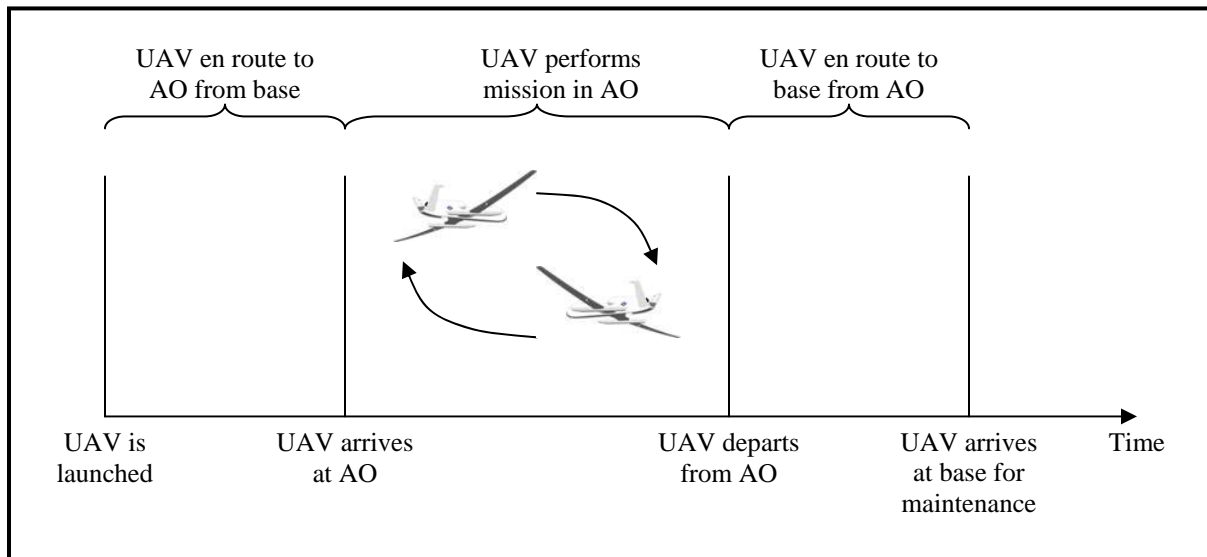 UAV en route to
AO from base
UAV performs
mission in AO
UAV en route to
base from AO
UAV is
launched
UAV arrives
at AO
UAV departs
from AO
UAV arrives
at base for
maintenance
Time